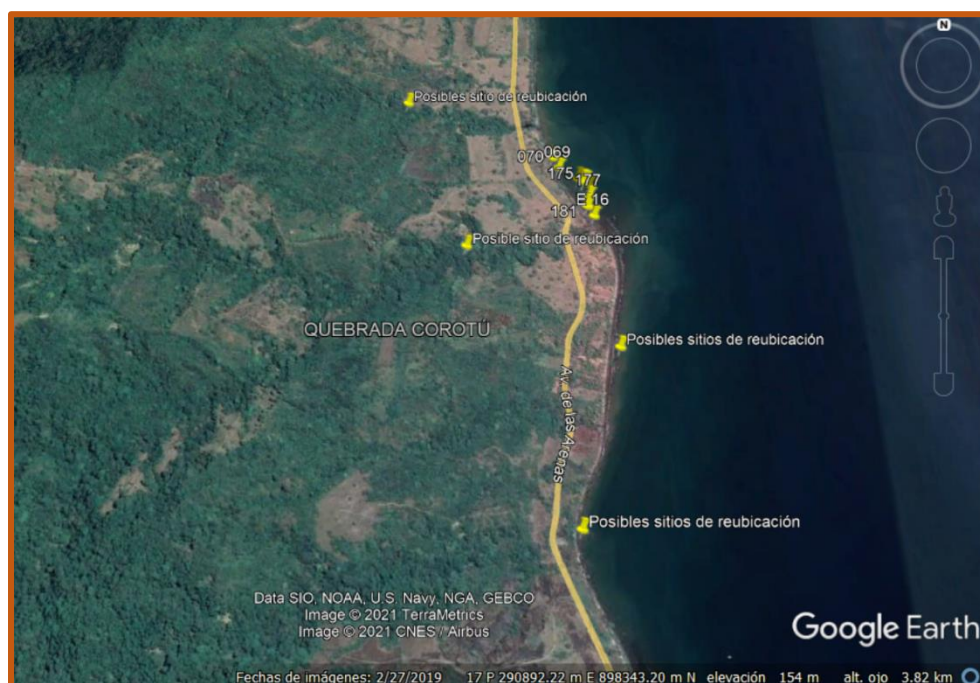 N
Posibles sitio de reubicación
070 069
175 177
E 16
181
Posible sitio de reubicación
QUEBRADA COROTÚ
Posibles sitios de reubicación
Av. de las Arenas
Posibles sitios de reubicación
Data SIO, NOAA, U.S. Navy, NGA, GEBCO
Image © 2021 TerraMetrics
Image © 2021 CNES / Airbus
Google Earth
Fechas de imágenes: 2/27/2019 17 P 290892.22 m E 898343.20 m N elevación 154 m alt. ojo 3.82 km